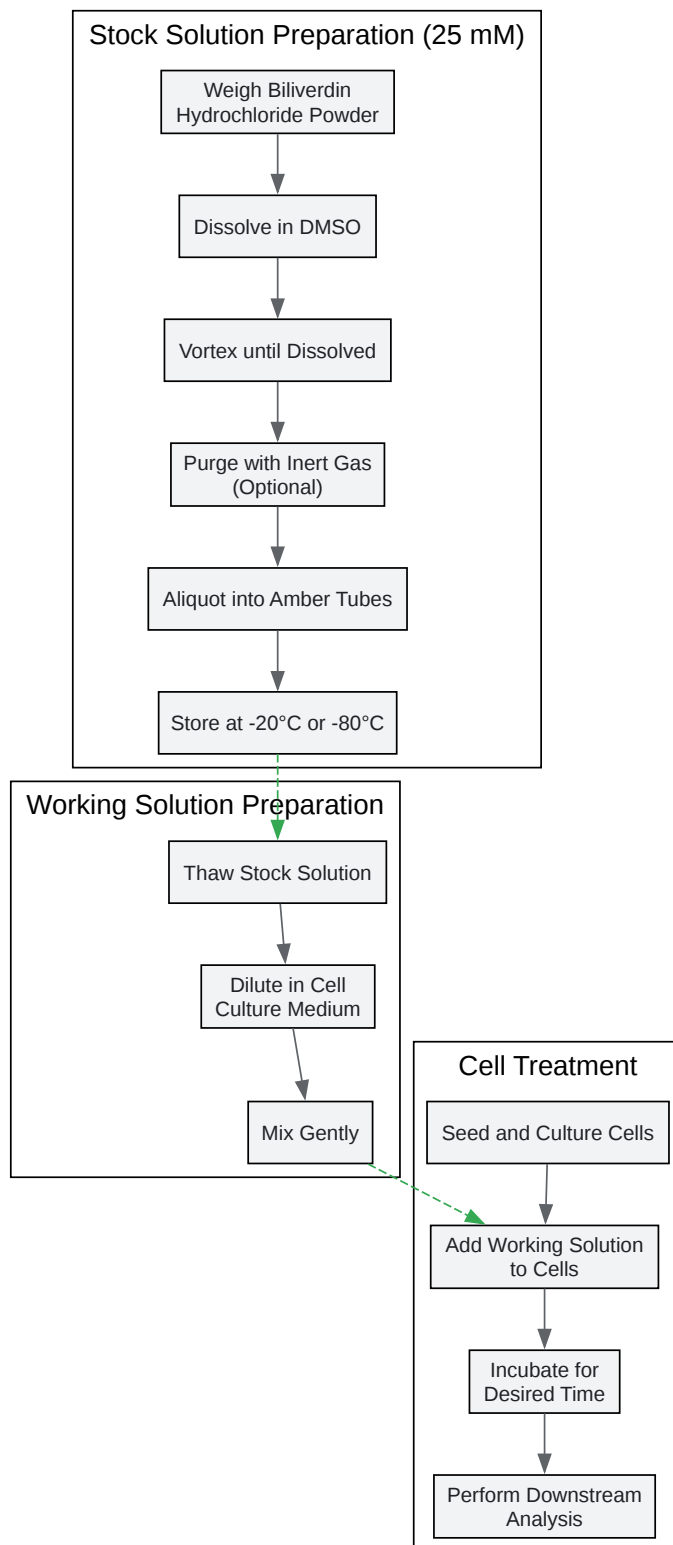 Stock Solution Preparation (25 mM)
Weigh Biliverdin
Hydrochloride Powder
Dissolve in DMSO
Vortex until Dissolved
Purge with Inert Gas
(Optional)
Aliquot into Amber Tubes
Store at -20°C or -80°C
Working Solution Preparation
Thaw Stock Solution
Dilute in Cell
Culture Medium
Mix Gently
Cell Treatment
Seed and Culture Cells
Add Working Solution
to Cells
Incubate for
Desired Time
Perform Downstream
Analysis